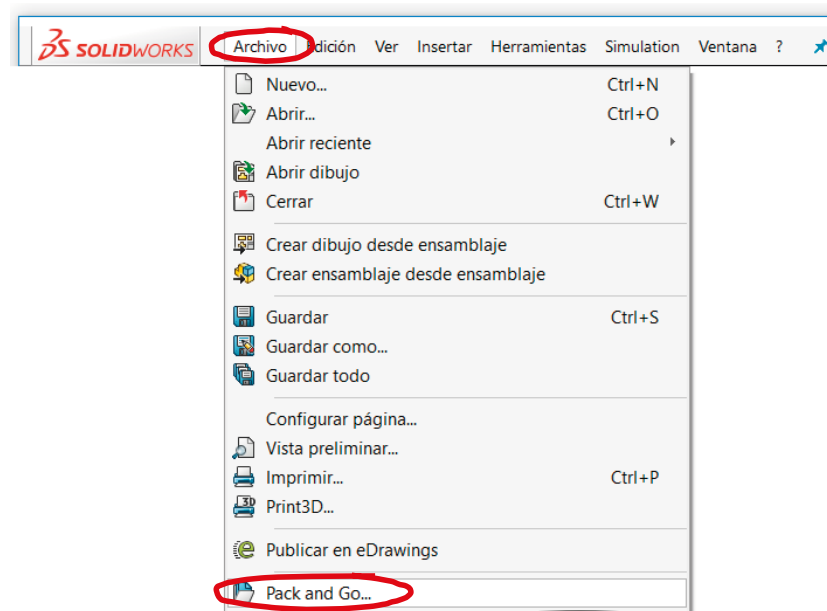 SOLIDWORKS Archivo Edición Ver Insertar Herramientas Simulation Ventana ?
Nuevo... Ctrl+N
Abrir... Ctrl+O
Abrir reciente
Abrir dibujo
Cerrar Ctrl+W
Crear dibujo desde ensamblaje
Crear ensamblaje desde ensamblaje
Guardar Ctrl+S
Guardar como...
Guardar todo
Configurar página...
Vista preliminar...
Imprimir... Ctrl+P
Print3D...
Publicar en eDrawings
Pack and Go...